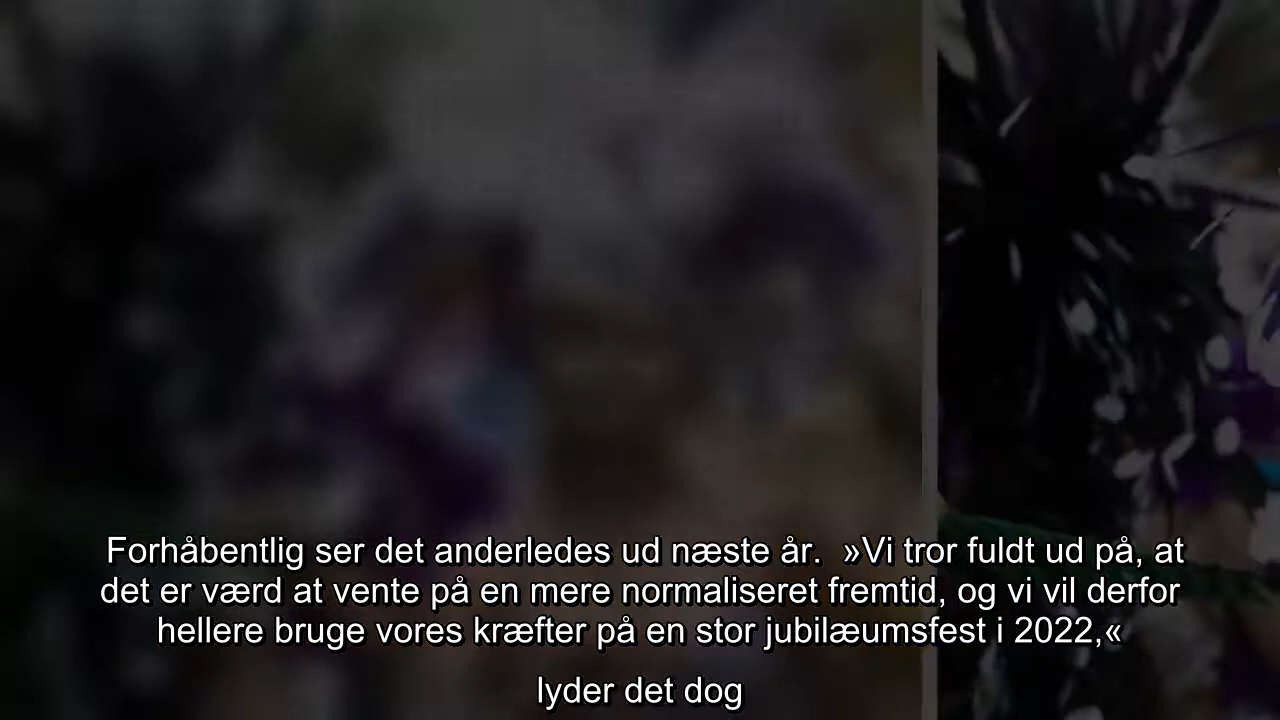 Forhåbentlig ser det anderledes ud næste år.  »Vi tror fuldt ud på, at
det er værd at vente på en mere normaliseret fremtid, og vi vil derfor
hellere bruge vores kræfter på en stor jubilæumsfest i 2022,«
lyder det dog